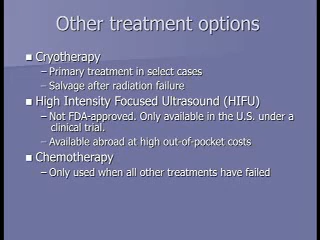 Other treatment options
■ Cryotherapy
– Primary treatment in select cases
– Salvage after radiation failure
■ High Intensity Focused Ultrasound (HIFU)
– Not FDA-approved. Only available in the U.S. under a
clinical trial.
– Available abroad at high out-of-pocket costs
■ Chemotherapy
– Only used when all other treatments have failed